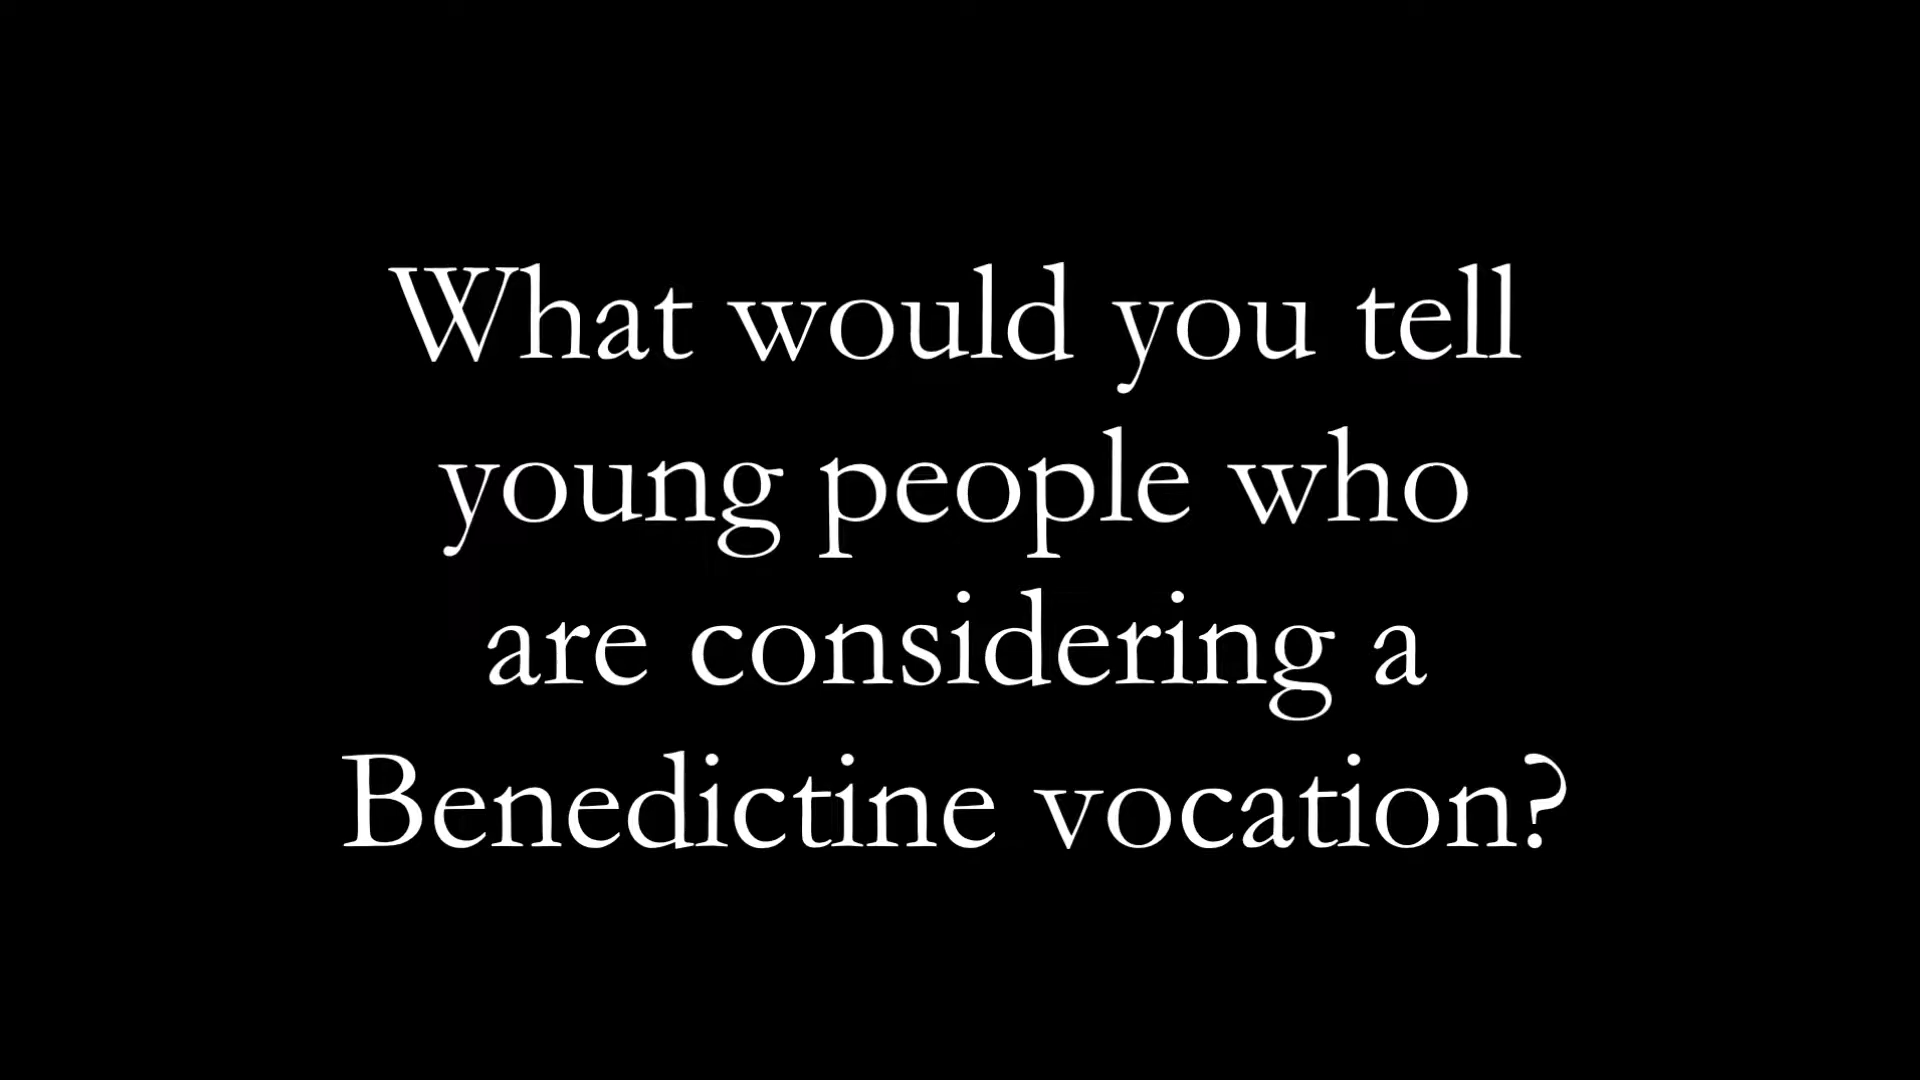 What would you tell
young people who
are considering a
Benedictine vocation?